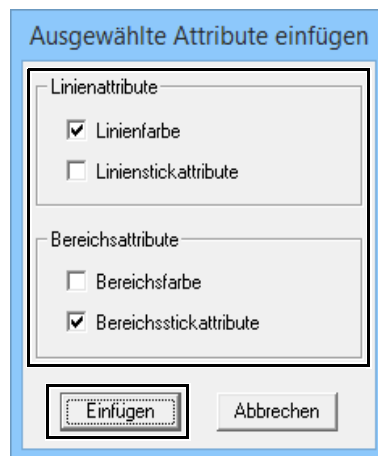 Ausgewählte Attribute einfügen
Linienattribute
Linienfarbe
Linienstickattribute
Bereichsattribute
Bereichsfarbe
Bereichsstickattribute
Einfügen Abbrechen